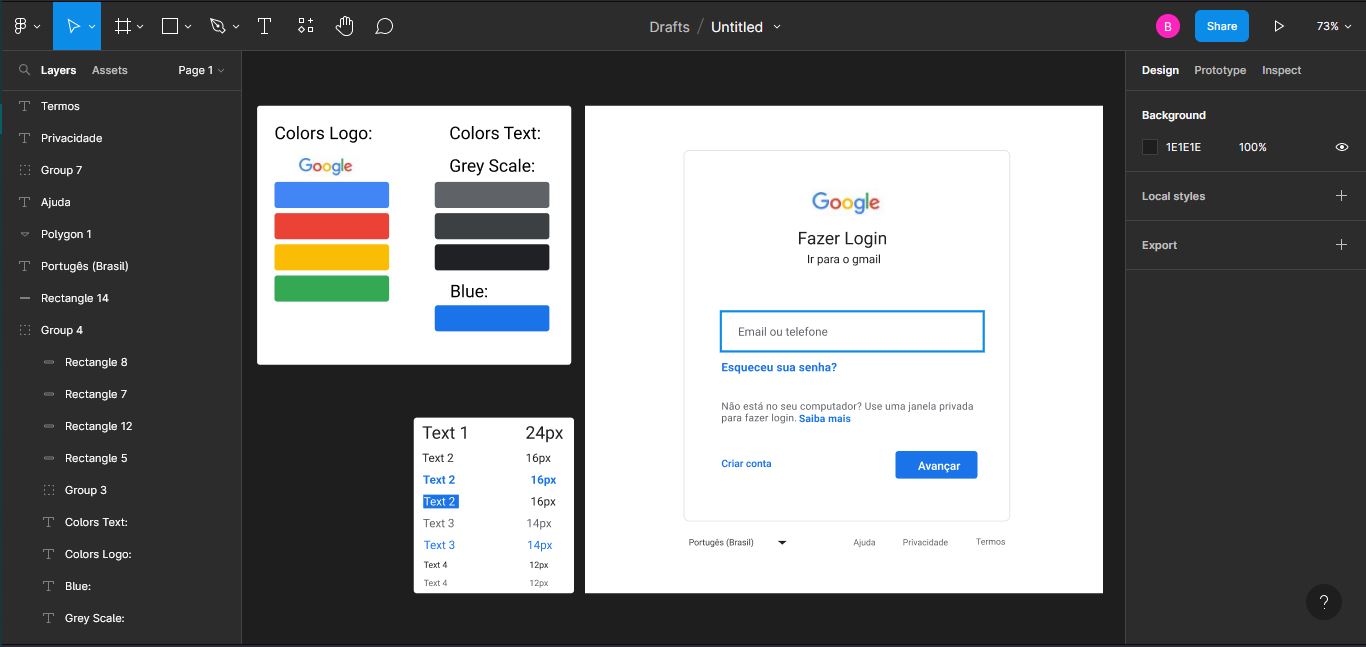 Drafts / Untitled
B
Share
73%
Layers Assets Page 1
Termos
Privacidade
Group 7
Ajuda
Polygon 1
Portugês (Brasil)
Rectangle 14
Group 4
Rectangle 8
Rectangle 7
Rectangle 12
Rectangle 5
Group 3
Colors Text:
Colors Logo:
Blue:
Grey Scale:
Colors Logo:
Google
Colors Text:
Grey Scale:
Blue:
Text 1 24px
Text 2 16px
Text 2 16px
Text 2 16px
Text 3 14px
Text 3 14px
Text 4 12px
Text 4 12px
Google
Fazer Login
Ir para o gmail
Email ou telefone
Esqueceu sua senha?
Não está no seu computador? Use uma janela privada
para fazer login. Saiba mais
Criar conta
Avançar
Portugês (Brasil)
Ajuda Privacidade Termos
Design Prototype Inspect
Background
1E1E1E 100%
Local styles
Export
?